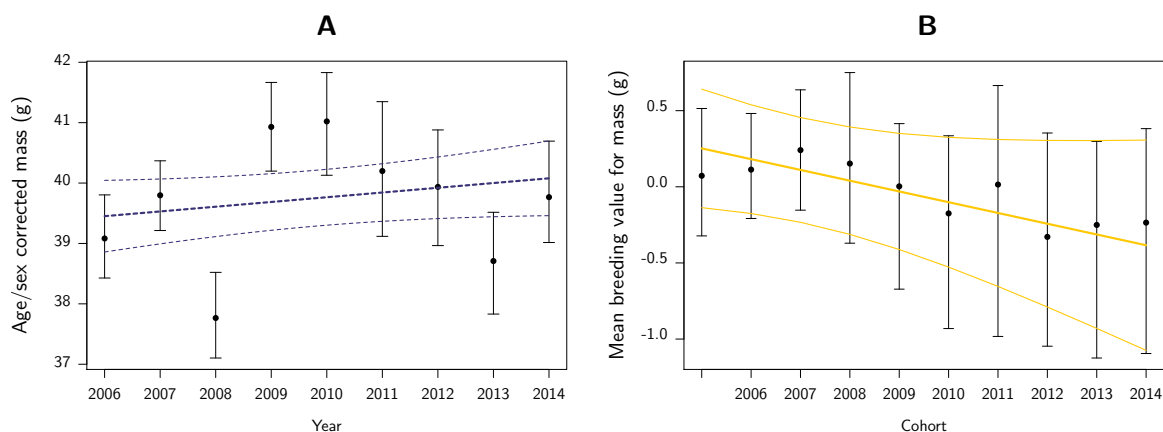 A
Age/sex corrected mass (g)
42
41
40
39
38
37
2006 2007 2008 2009 2010 2011 2012 2013 2014
Year
B
Mean breeding value for mass (g)
0.5
0.0
-0.5
-1.0
2006 2007 2008 2009 2010 2011 2012 2013 2014
Cohort